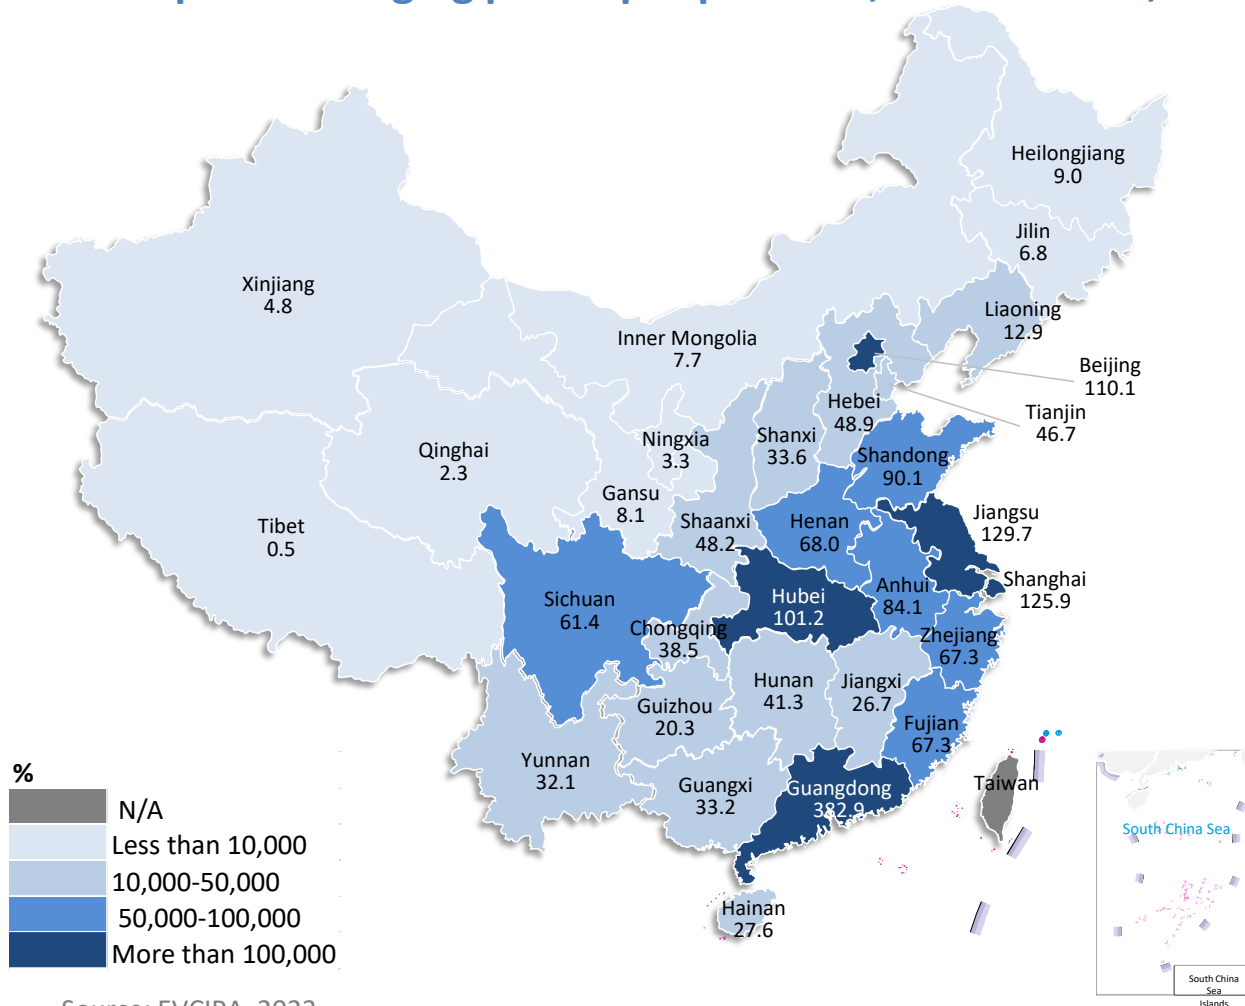 Heilongjiang
9.0
Jilin
6.8
Xinjiang
4.8
Liaoning
12.9
Inner Mongolia
7.7
Beijing
110.1
Tianjin
46.7
Hebei
48.9
Shanxi
33.6
Ningxia
3.3
Qinghai
2.3
Shandong
90.1
Gansu
8.1
Tibet
0.5
Shaanxi
48.2
Henan
68.0
Jiangsu
129.7
Shanghai
125.9
Anhui
84.1
Hubei
101.2
Sichuan
61.4
Chongqing
38.5
Zhejiang
67.3
Hunan
41.3
Jiangxi
26.7
Guizhou
20.3
Fujian
67.3
Yunnan
32.1
Guangxi
33.2
Guangdong
382.9
Taiwan
Hainan
27.6
%
N/A
Less than 10,000
10,000-50,000
50,000-100,000
More than 100,000
South China Sea
South China
Sea
Islands